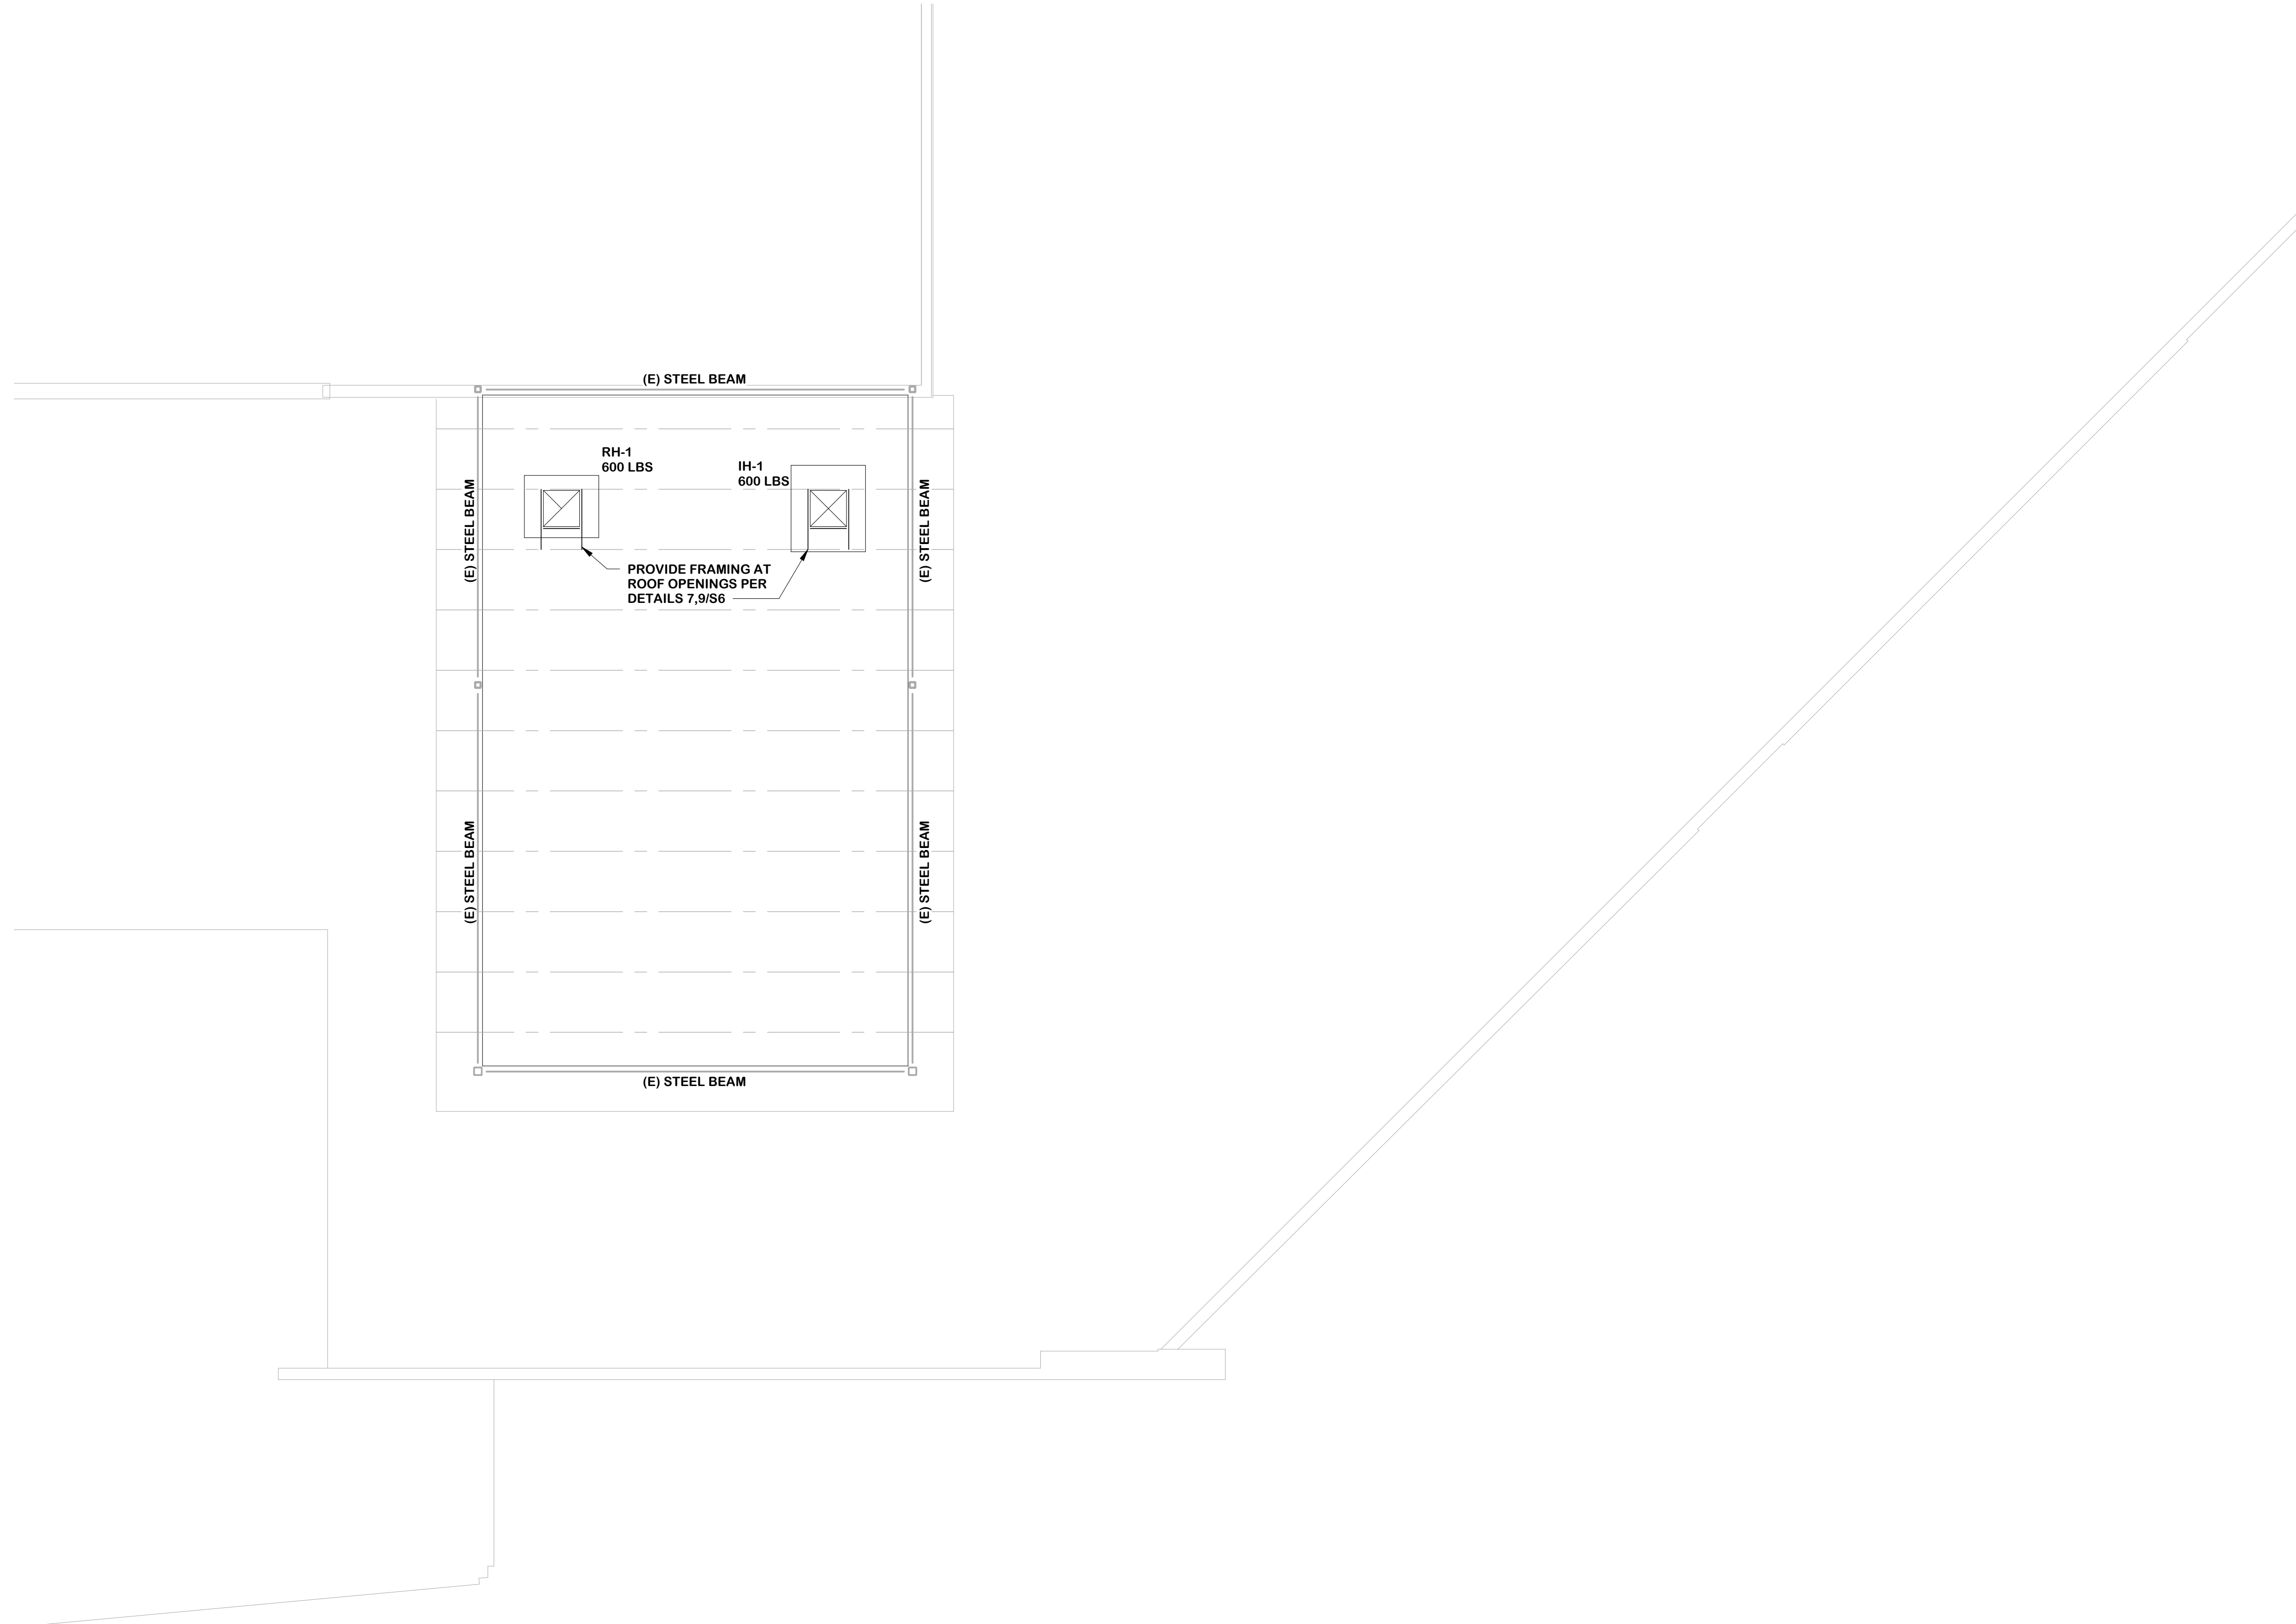 (E) STEEL BEAM
RH-1
600 LBS
IH-1
600 LBS
(E) STEEL BEAM
(E) STEEL BEAM
PROVIDE FRAMING AT
ROOF OPENINGS PER
DETAILS 7,9/S6
(E) STEEL BEAM
(E) STEEL BEAM
(E) STEEL BEAM